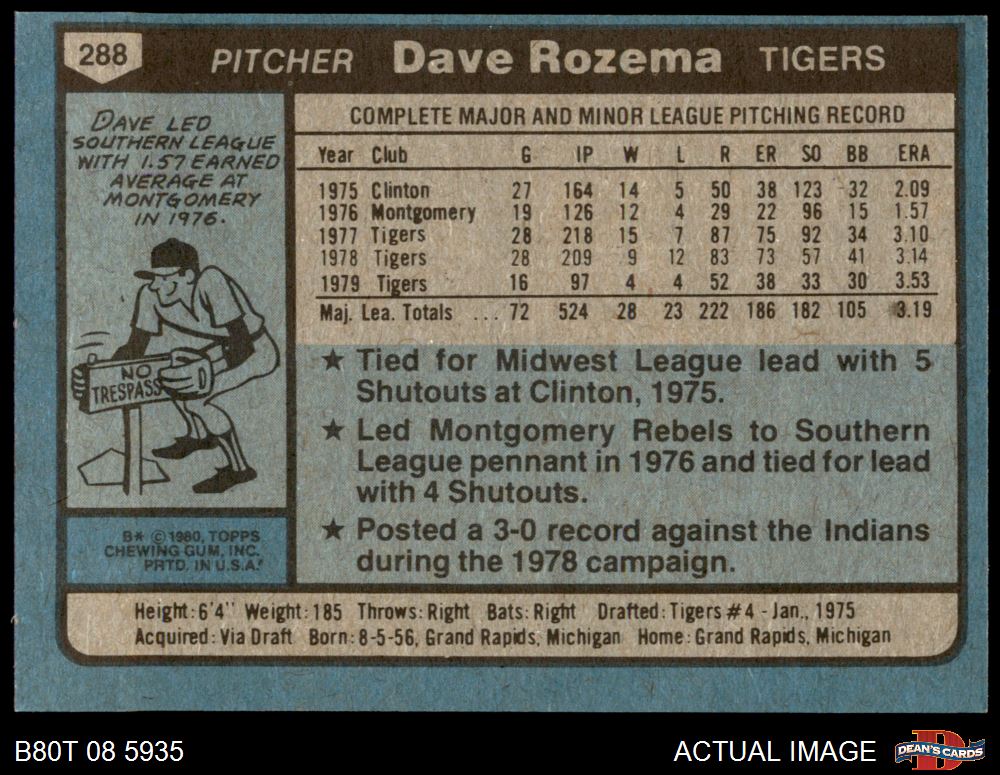 288 PITCHER Dave Rozema TIGERS
DAVE LED
SOUTHERN LEAGUE
WITH 1.57 EARNED
AVERAGE AT
MONTGOMERY
IN 1976.
NO
TRESPASS
B* © 1980, TOPPS
CHEWING GUM, INC.
PRTD. IN U.S.A.
COMPLETE MAJOR AND MINOR LEAGUE PITCHING RECORD
Year Club G IP W L R ER SO BB ERA
1975 Clinton 27 164 14 5 50 38 123 32 2.09
1976 Montgomery 19 126 12 4 29 22 96 15 1.57
1977 Tigers 28 218 15 7 87 75 92 34 3.10
1978 Tigers 28 209 9 12 83 73 57 41 3.14
1979 Tigers 16 97 4 4 52 38 33 30 3.53
Maj. Lea. Totals ... 72 524 28 23 222 186 182 105 3.19
★ Tied for Midwest League lead with 5
Shutouts at Clinton, 1975.
★ Led Montgomery Rebels to Southern
League pennant in 1976 and tied for lead
with 4 Shutouts.
★ Posted a 3-0 record against the Indians
during the 1978 campaign.
Height: 6'4" Weight: 185 Throws: Right Bats: Right Drafted: Tigers #4 - Jan., 1975
Acquired: Via Draft Born: 8-5-56, Grand Rapids, Michigan Home: Grand Rapids, Michigan
B80T 08 5935 ACTUAL IMAGE DEAN'S CARDS